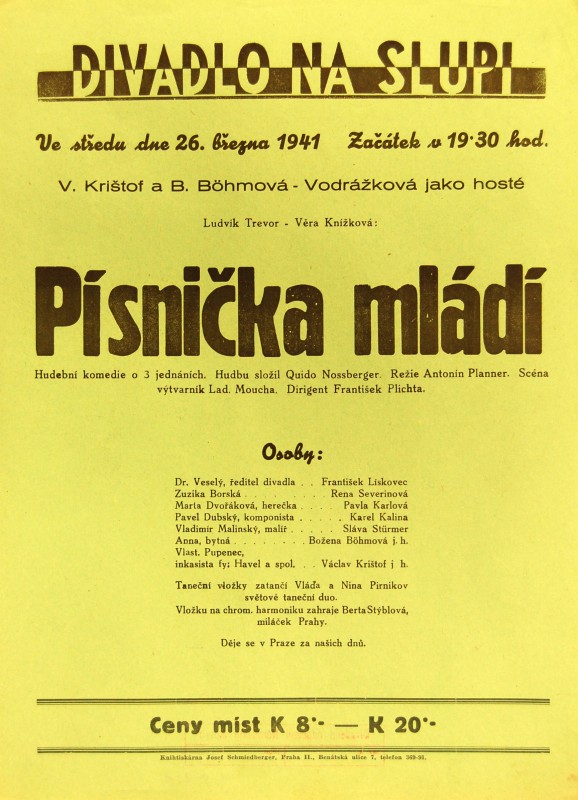 DIVADLO NA SLUPI
Ve středu dne 26. března 1941 Začátek v 19·30 hod.
V. Krištof a B. Böhmová - Vodrážková jako hosté
Ludvík Trevor - Věra Knížková:
Písnička mládí
Hudební komedie o 3 jednáních. Hudbu složil Quido Nossberger. Režie Antonín Planner. Scéna
výtvarník Lad. Moucha. Dirigent František Plichta.
Osoby:
Dr. Veselý, ředitel divadla . . František Lískovec
Zuzika Borská . . . . . . . . Rena Severinová
Marta Dvořáková, herečka . . . . Pavla Karlová
Pavel Dubský, komponista . . . . . Karel Kalina
Vladimír Malinský, malíř . . . . . Sláva Stürmer
Anna, bytná . . . . . . . . Božena Böhmová j. h.
Vlast. Pupenec,
inkasista fy; Havel a spol. . . Václav Krištof j h.
Taneční vložky zatančí Vláďa a Nina Pirnikov
světové taneční duo.
Vložku na chrom. harmoniku zahraje Berta Stýblová,
miláček Prahy.
Děje se v Praze za našich dnů.
Ceny míst K 8·- — K 20·-
Knihtiskárna Josef Schmiedberger, Praha II., Benátská ulice 7, telefon 309-91.